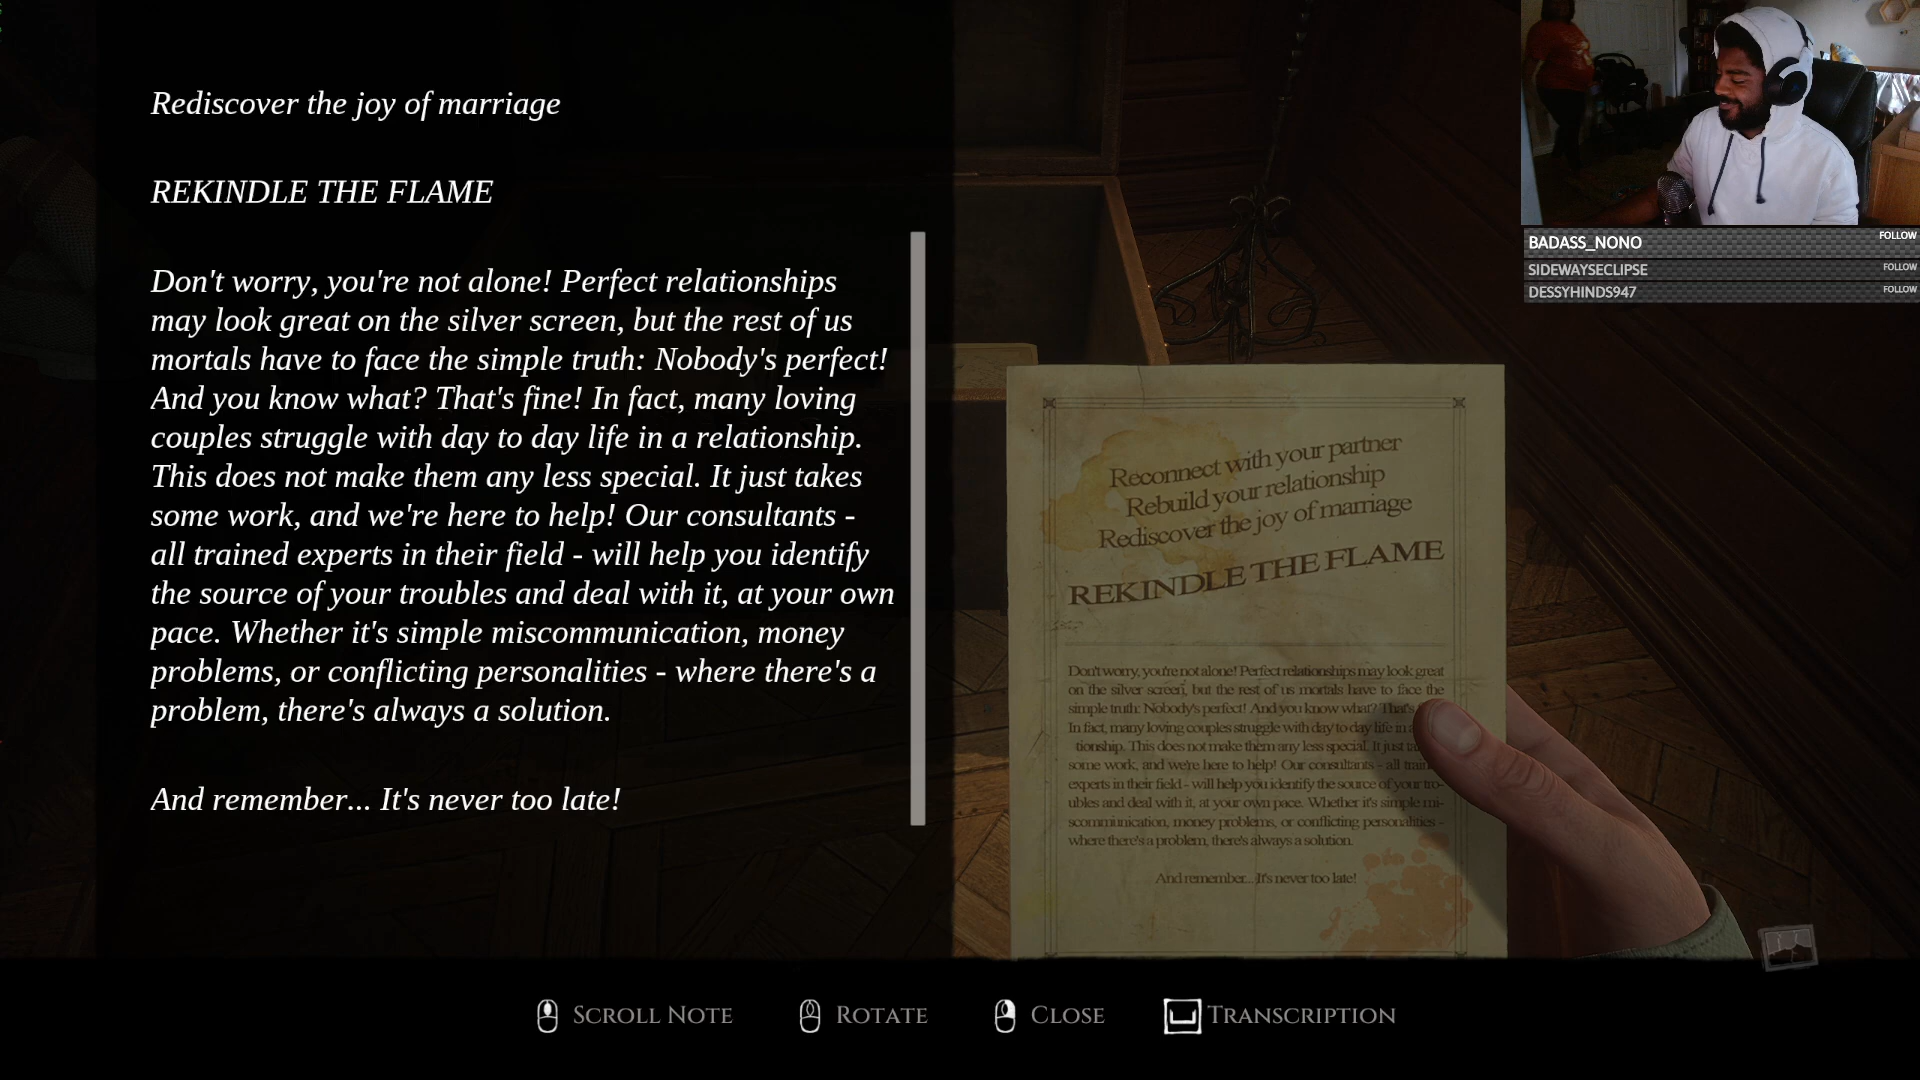 Rediscover the joy of marriage
REKINDLE THE FLAME
Don't worry, you're not alone! Perfect relationships
may look great on the silver screen, but the rest of us
mortals have to face the simple truth: Nobody's perfect!
And you know what? That's fine! In fact, many loving
couples struggle with day to day life in a relationship.
This does not make them any less special. It just takes
some work, and we're here to help! Our consultants -
all trained experts in their field - will help you identify
the source of your troubles and deal with it, at your own
pace. Whether it's simple miscommunication, money
problems, or conflicting personalities - where there's a
problem, there's always a solution.
And remember... It's never too late!
Reconnect with your partner
Rebuild your relationship
Rediscover the joy of marriage
REKINDLE THE FLAME
Don't worry, you're not alone! Perfect relationships may look great
on the silver screen, but the rest of us mortals have to face the
simple truth: Nobody's perfect! And you know what? That's
In fact, many loving couples struggle with day to day life in a
tionship. This does not make them any less special. It just
some work, and we're here to help! Our consultants - all
experts in their field - will help you identify the source of your tro-
ubles and deal with it, at your own pace. Whether it's simple mi-
scommunication, money problems, or conflicting personalities -
where there's a problem, there's always a solution.
And remember... It's never too late!
BADASS_NONO FOLLOW
SIDEWAYSECLIPSE FOLLOW
DESSYHINDS947 FOLLOW
SCROLL NOTE ROTATE CLOSE TRANSCRIPTION